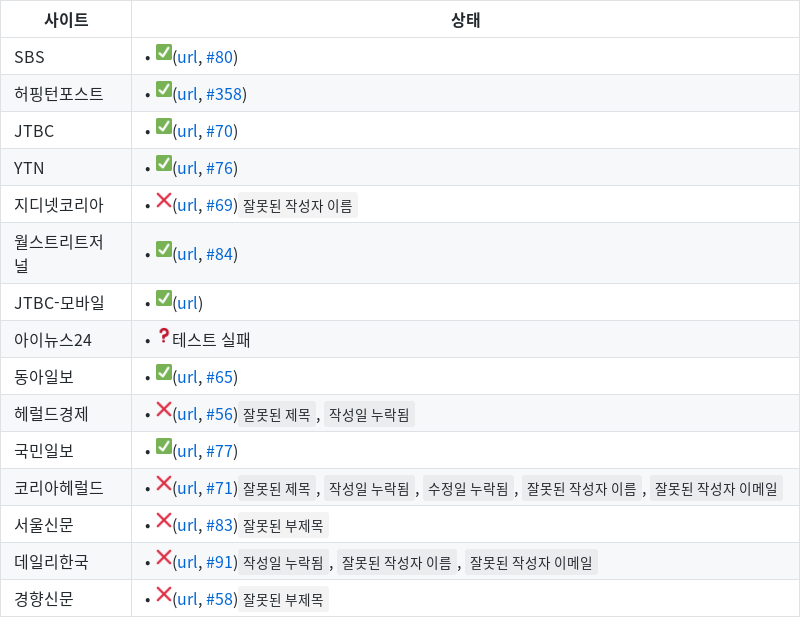 사이트 상태
SBS • ✅(url, #80)
허핑턴포스트 • ✅(url, #358)
JTBC • ✅(url, #70)
YTN • ✅(url, #76)
지디넷코리아 • ❌(url, #69) 잘못된 작성자 이름
월스트리트저
널 • ✅(url, #84)
JTBC-모바일 • ✅(url)
아이뉴스24 • ❓테스트 실패
동아일보 • ✅(url, #65)
헤럴드경제 • ❌(url, #56) 잘못된 제목 , 작성일 누락됨
국민일보 • ✅(url, #77)
코리아헤럴드 • ❌(url, #71) 잘못된 제목 , 작성일 누락됨 , 수정일 누락됨 , 잘못된 작성자 이름 , 잘못된 작성자 이메일
서울신문 • ❌(url, #83) 잘못된 부제목
데일리한국 • ❌(url, #91) 작성일 누락됨 , 잘못된 작성자 이름 , 잘못된 작성자 이메일
경향신문 • ❌(url, #58) 잘못된 부제목